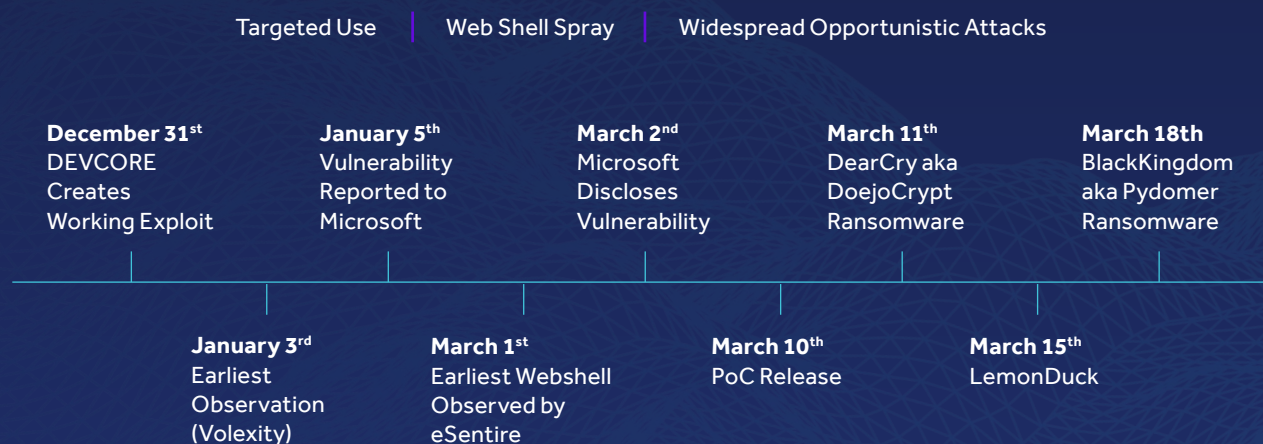 Targeted Use | Web Shell Spray | Widespread Opportunistic Attacks
December 31st
DEVCORE
Creates
Working Exploit
January 3rd
Earliest
Observation
(Volexity)
January 5th
Vulnerability
Reported to
Microsoft
March 1st
Earliest Webshell
Observed by
eSentire
March 2nd
Microsoft
Discloses
Vulnerability
March 10th
PoC Release
March 11th
DearCry aka
DoejoCrypt
Ransomware
March 15th
LemonDuck
March 18th
BlackKingdom
aka Pydomer
Ransomware